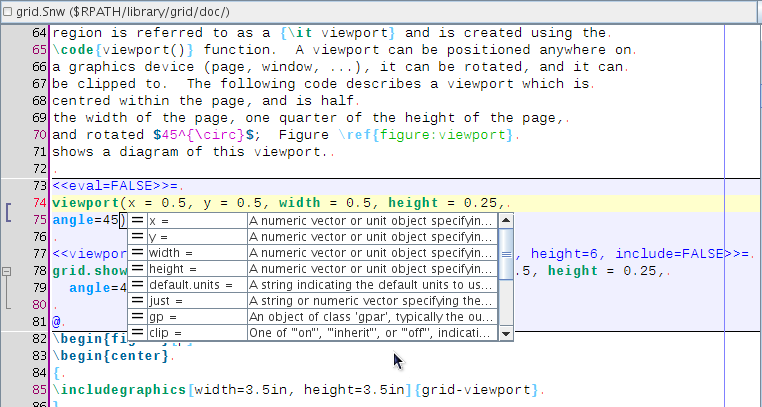 grid.Snw ($RPATH/library/grid/doc/)
64 region is referred to as a {\it viewport} and is created using the.
65 \code{viewport()} function.  A viewport can be positioned anywhere on.
66 a graphics device (page, window, ...), it can be rotated, and it can.
67 be clipped to.  The following code describes a viewport which is.
68 centred within the page, and is half.
69 the width of the page, one quarter of the height of the page,.
70 and rotated $45^{\circ}$;  Figure \ref{figure:viewport}.
71 shows a diagram of this viewport..
72 .
73 <<eval=FALSE>>=.
74 viewport(x = 0.5, y = 0.5, width = 0.5, height = 0.25,.
75 angle=45)
x = A numeric vector or unit object specifyin...
76 .
y = A numeric vector or unit object specifyin...
77 <<viewpor
width = A numeric vector or unit object specifyin...
, height=6, include=FALSE>>=.
78 grid.show
height = A numeric vector or unit object specifyin...
.5, height = 0.25,.
79 angle=4
default.units = A string indicating the default units to us...
80 .
just = A string or numeric vector specifying the...
81 @.
gp = An object of class 'gpar', typically the ou...
82 \begin{fig
clip = One of '"on"', '"inherit"', or '"off"', indicati...
83 \begin{center}.
84 {.
85 \includegraphics[width=3.5in, height=3.5in]{grid-viewport}.